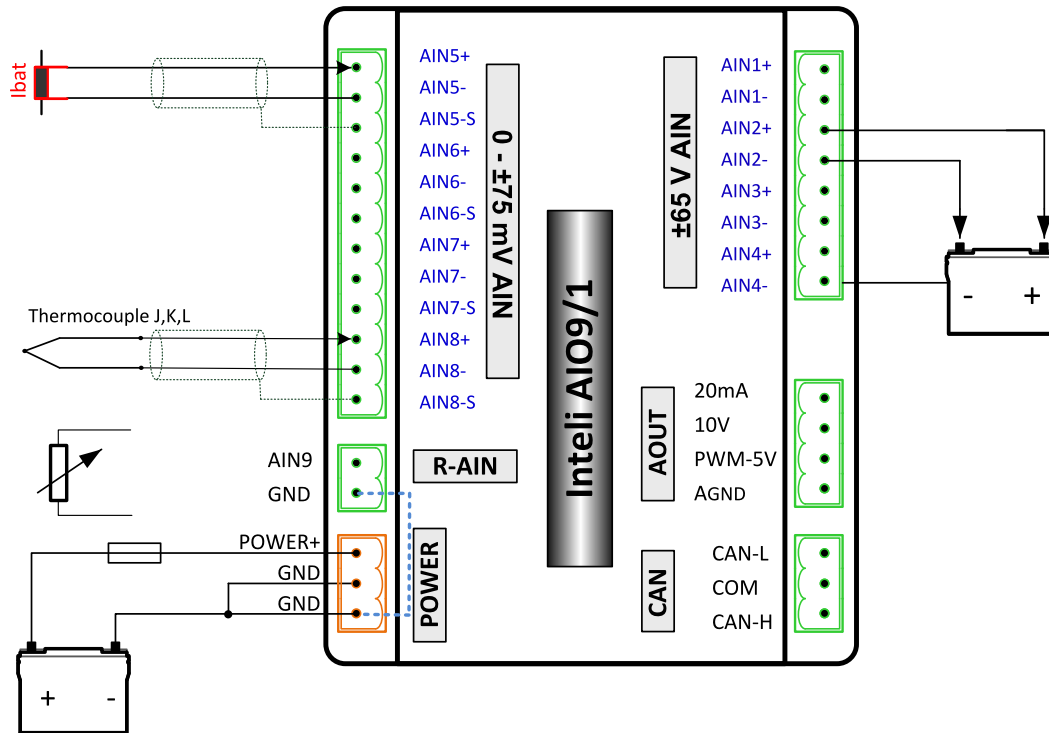 Ibat
AIN5+
AIN5-
AIN5-S
AIN6+
AIN6-
AIN6-S
AIN7+
AIN7-
AIN7-S
AIN8+
AIN8-
AIN8-S
0 - ±75 mV AIN
Thermocouple J,K,L
AIN9
GND
R-AIN
POWER+
GND
GND
POWER
+ -
Inteli AIO9/1
±65 V AIN
AIN1+
AIN1-
AIN2+
AIN2-
AIN3+
AIN3-
AIN4+
AIN4-
- +
AOUT
20mA
10V
PWM-5V
AGND
CAN
CAN-L
COM
CAN-H